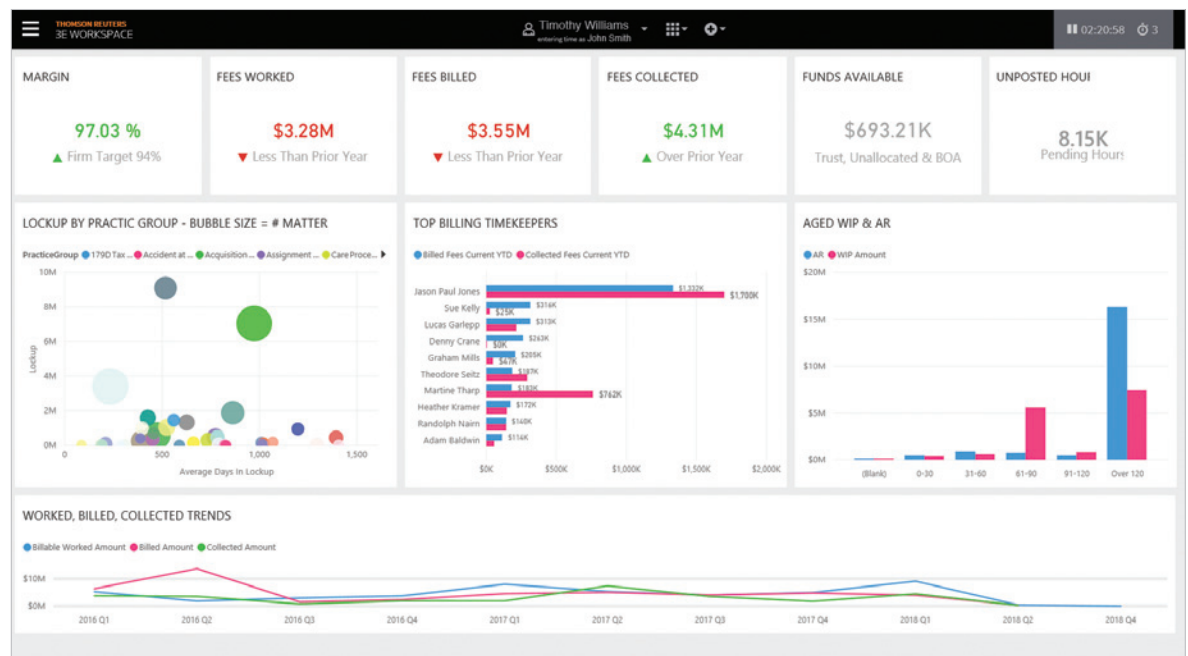 THOMSON REUTERS
3E WORKSPACE
Timothy Williams
entering time as John Smith
02:20:58 3
MARGIN
97.03 %
Firm Target 94%
FEES WORKED
$3.28M
Less Than Prior Year
FEES BILLED
$3.55M
Less Than Prior Year
FEES COLLECTED
$4.31M
Over Prior Year
FUNDS AVAILABLE
$693.21K
Trust, Unallocated & BOA
UNPOSTED HOUI
8.15K
Pending Hours
LOCKUP BY PRACTIC GROUP - BUBBLE SIZE = # MATTER
PracticeGroup 179D Tax ... Accident at ... Acquisition ... Assignment ... Care Proce...
10M
8M
6M
4M
2M
0M
Lockup
0 500 1,000 1,500
Average Days In Lockup
TOP BILLING TIMEKEEPERS
Billed Fees Current YTD Collected Fees Current YTD
Jason Paul Jones $1,332K $1,700K
Sue Kelly $316K $25K
Lucas Garlepp $313K
Denny Crane $263K $0K
Graham Mills $205K $47K
Theodore Seitz $187K
Martine Tharp $183K $762K
Heather Kramer $172K
Randolph Nairn $140K
Adam Baldwin $116K
$0K $500K $1,000K $1,500K $2,000K
AGED WIP & AR
AR WIP Amount
$20M
$15M
$10M
$5M
$0M
(Blank) 0-30 31-60 61-90 91-120 Over 120
WORKED, BILLED, COLLECTED TRENDS
Billable Worked Amount Billed Amount Collected Amount
$10M
$0M
2016 Q1 2016 Q2 2016 Q3 2016 Q4 2017 Q1 2017 Q2 2017 Q3 2017 Q4 2018 Q1 2018 Q2 2018 Q4